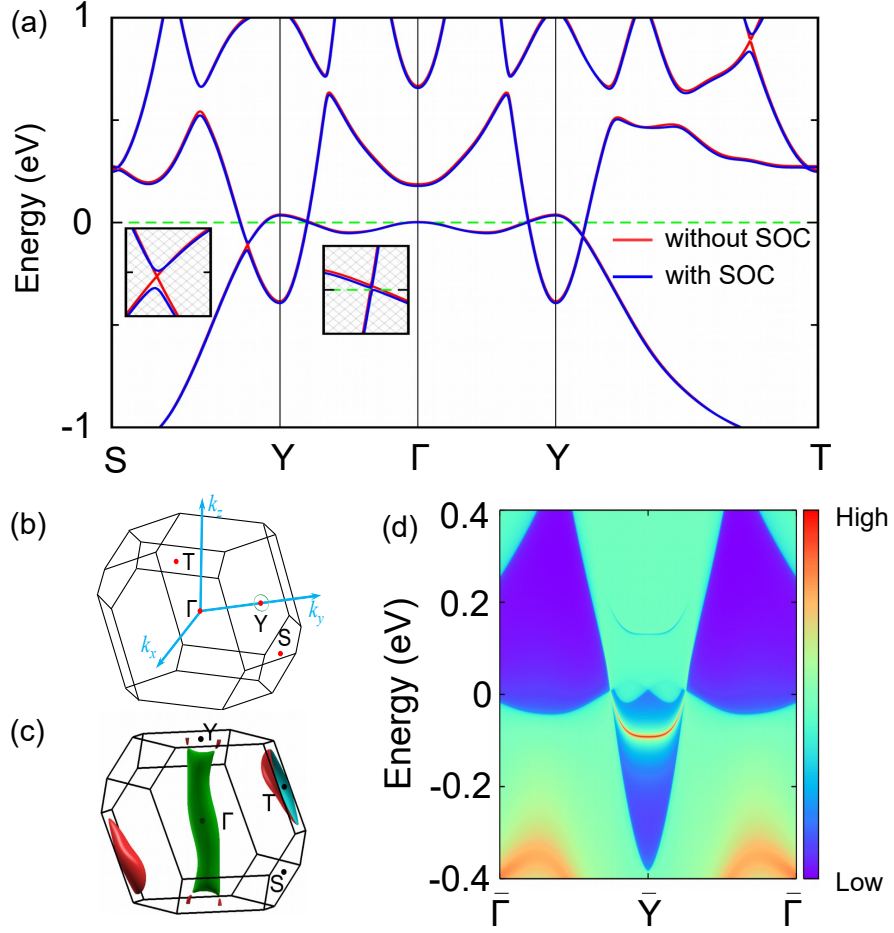 (a)
1
0
-1
Energy (eV)
without SOC
with SOC
S Y Γ Y T
(b)
k_z
T
Γ
k_y
Y
k_x
S
(c)
Y
T
Γ
S
(d)
0.4
0.2
0
-0.2
-0.4
Energy (eV)
High
Low
Γ̄ Ȳ Γ̄